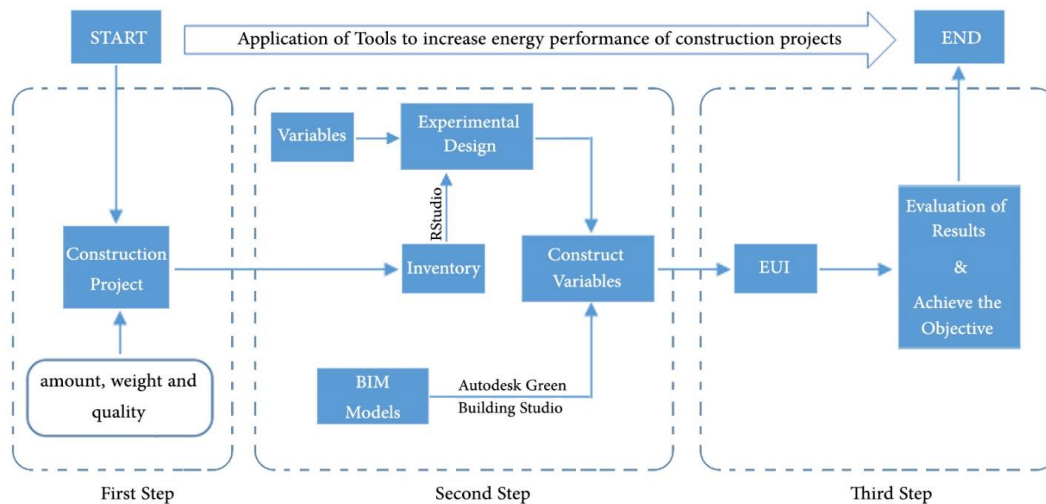 START
Application of Tools to increase energy performance of construction projects
END
Construction
Project
amount, weight and
quality
First Step
Variables
Experimental
Design
RStudio
Inventory
Construct
Variables
BIM
Models
Autodesk Green
Building Studio
Second Step
EUI
Evaluation of
Results
&
Achieve the
Objective
Third Step